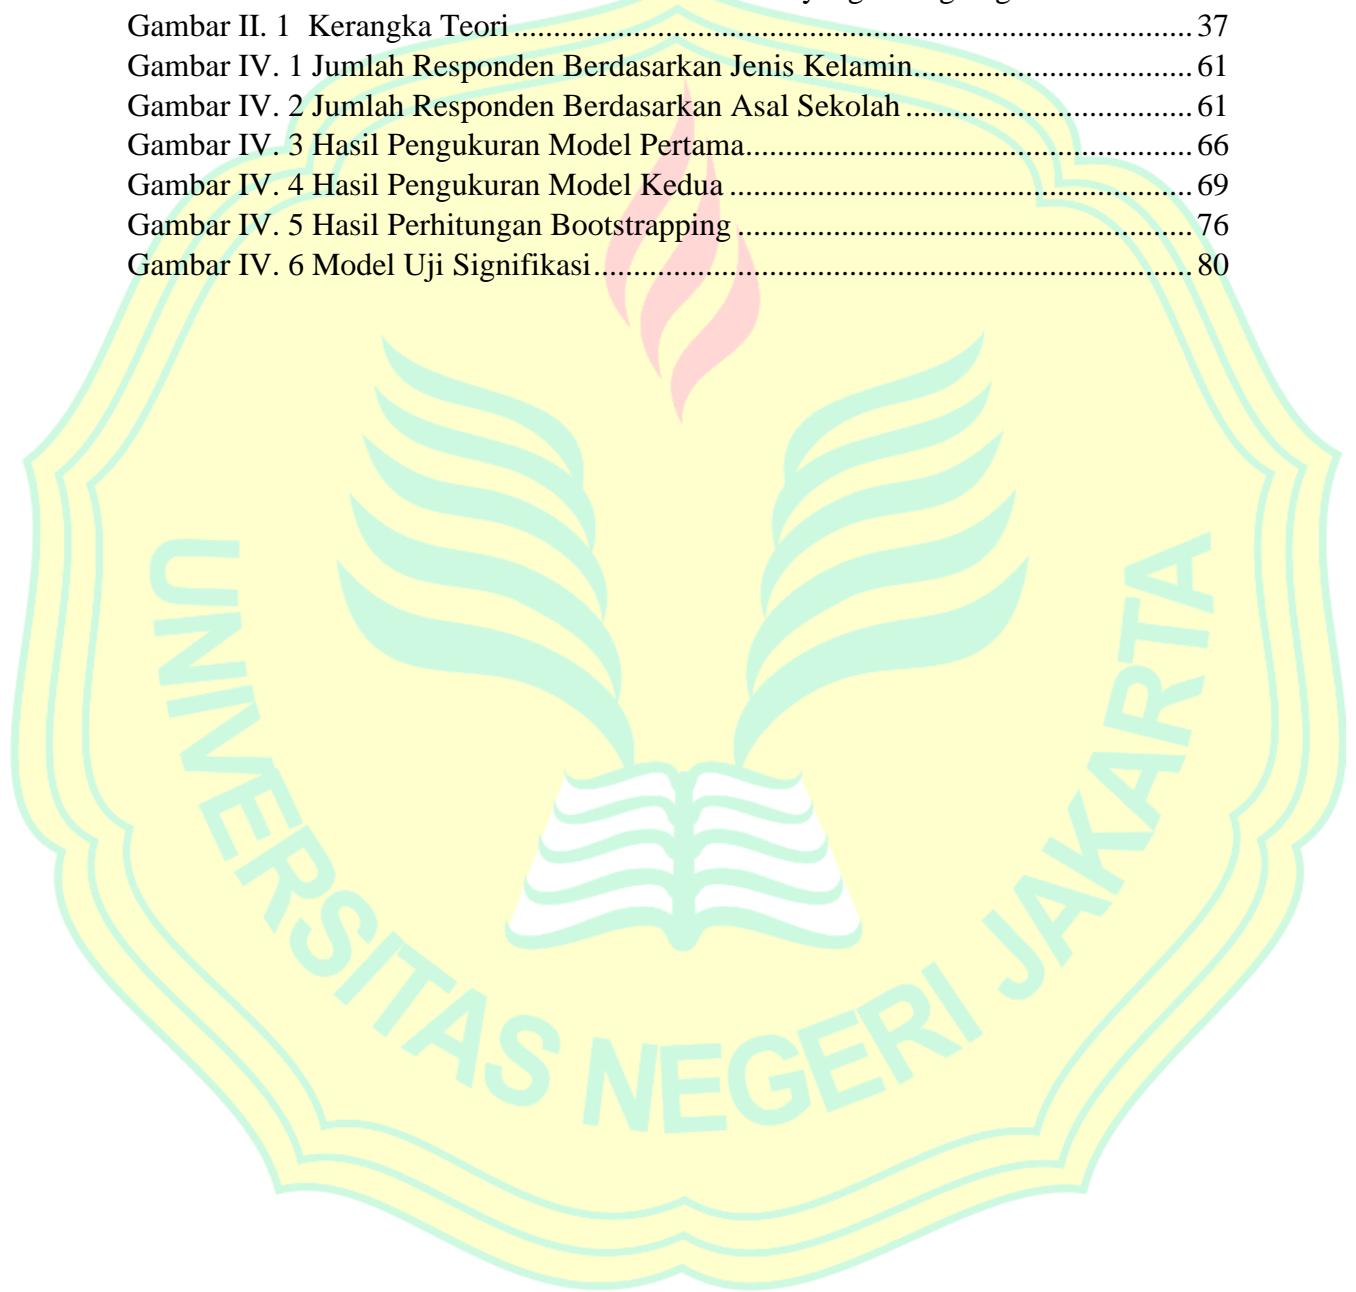 Gambar II. 1  Kerangka Teori.......................................................................................37
Gambar IV. 1 Jumlah Responden Berdasarkan Jenis Kelamin...................................61
Gambar IV. 2 Jumlah Responden Berdasarkan Asal Sekolah ....................................61
Gambar IV. 3 Hasil Pengukuran Model Pertama........................................................66
Gambar IV. 4 Hasil Pengukuran Model Kedua ..........................................................69
Gambar IV. 5 Hasil Perhitungan Bootstrapping .........................................................76
Gambar IV. 6 Model Uji Signifikasi..........................................................................80
UNIVERSITAS NEGERI JAKARTA